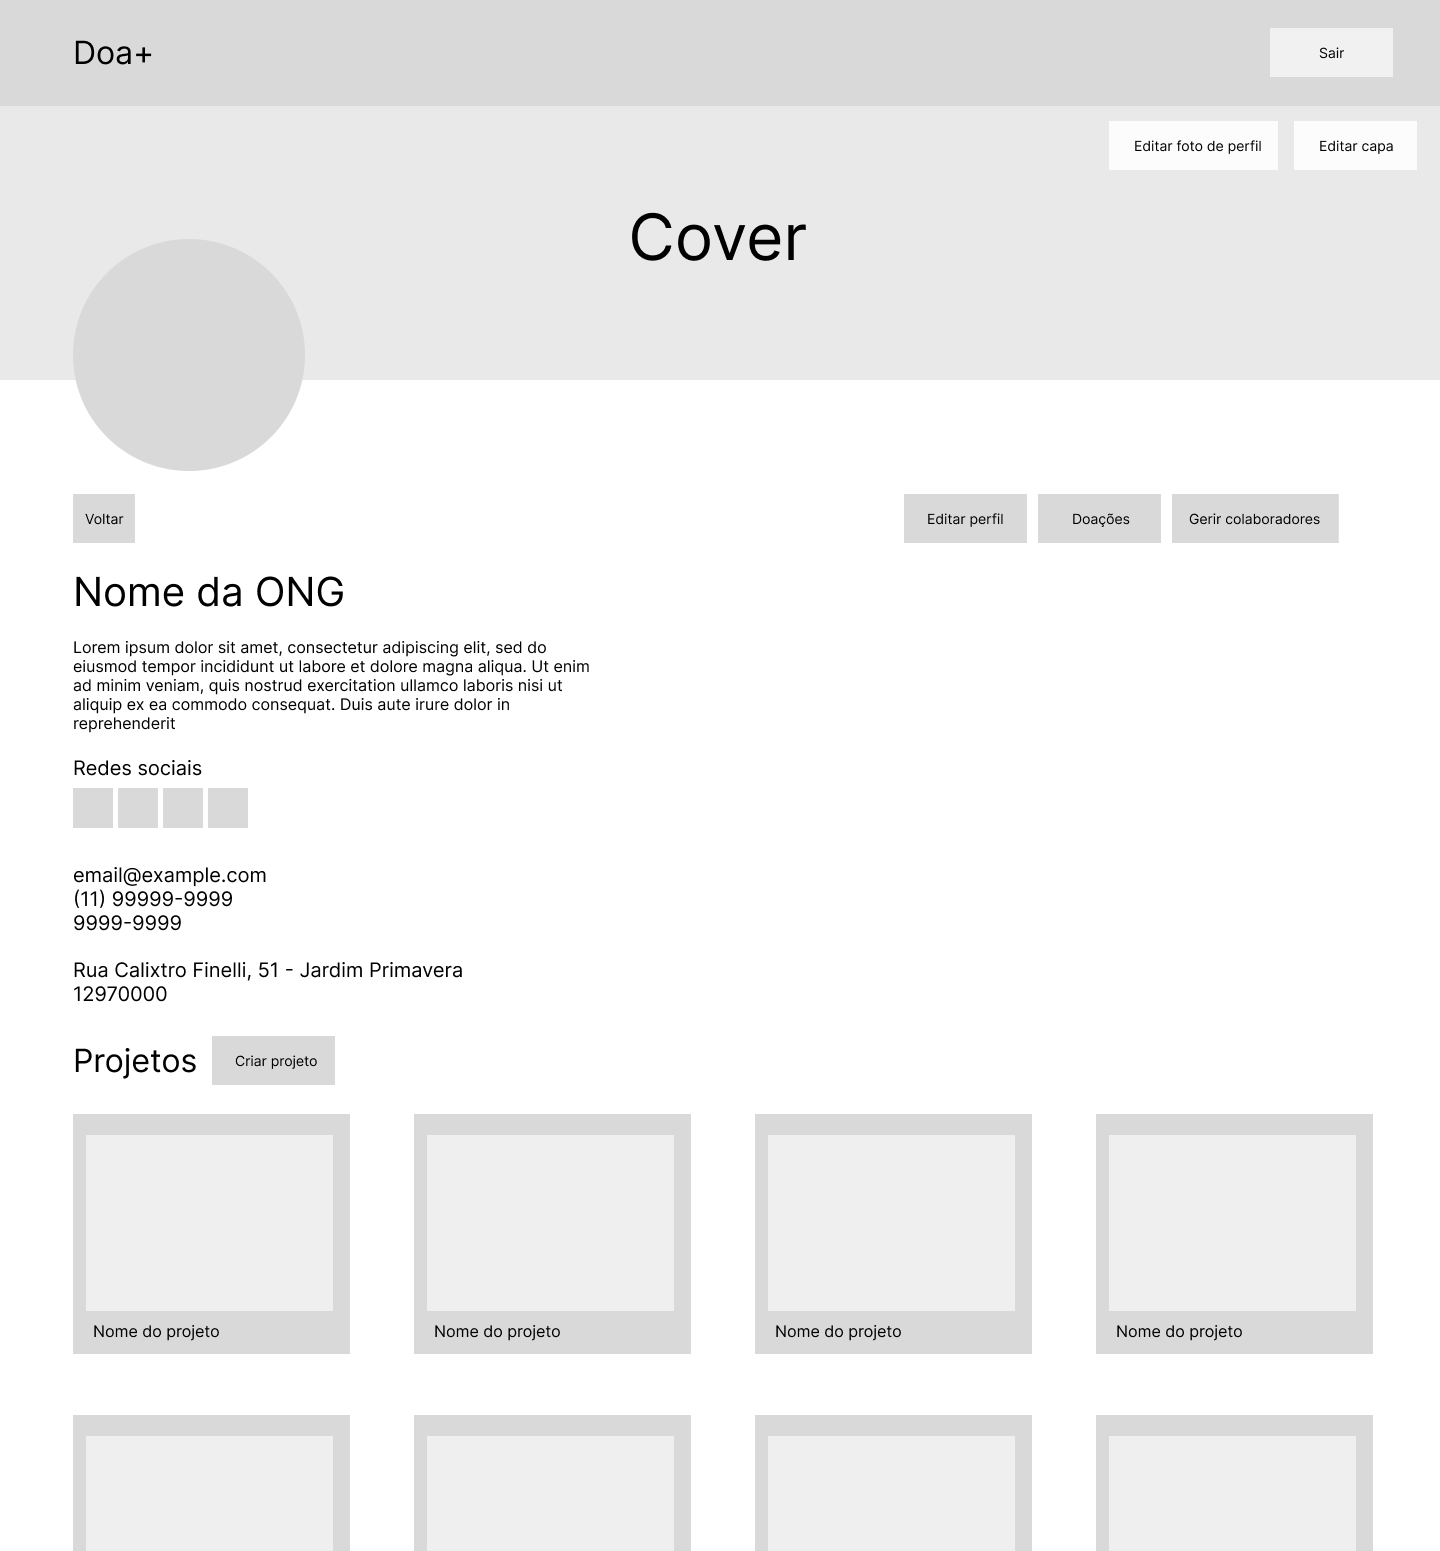 Doa+
Sair
Editar foto de perfil
Editar capa
Cover
Voltar
Editar perfil
Doações
Gerir colaboradores
Nome da ONG
Lorem ipsum dolor sit amet, consectetur adipiscing elit, sed do
eiusmod tempor incididunt ut labore et dolore magna aliqua. Ut enim
ad minim veniam, quis nostrud exercitation ullamco laboris nisi ut
aliquip ex ea commodo consequat. Duis aute irure dolor in
reprehenderit
Redes sociais
email@example.com
(11) 99999-9999
9999-9999
Rua Calixtro Finelli, 51 - Jardim Primavera
12970000
Projetos
Criar projeto
Nome do projeto
Nome do projeto
Nome do projeto
Nome do projeto